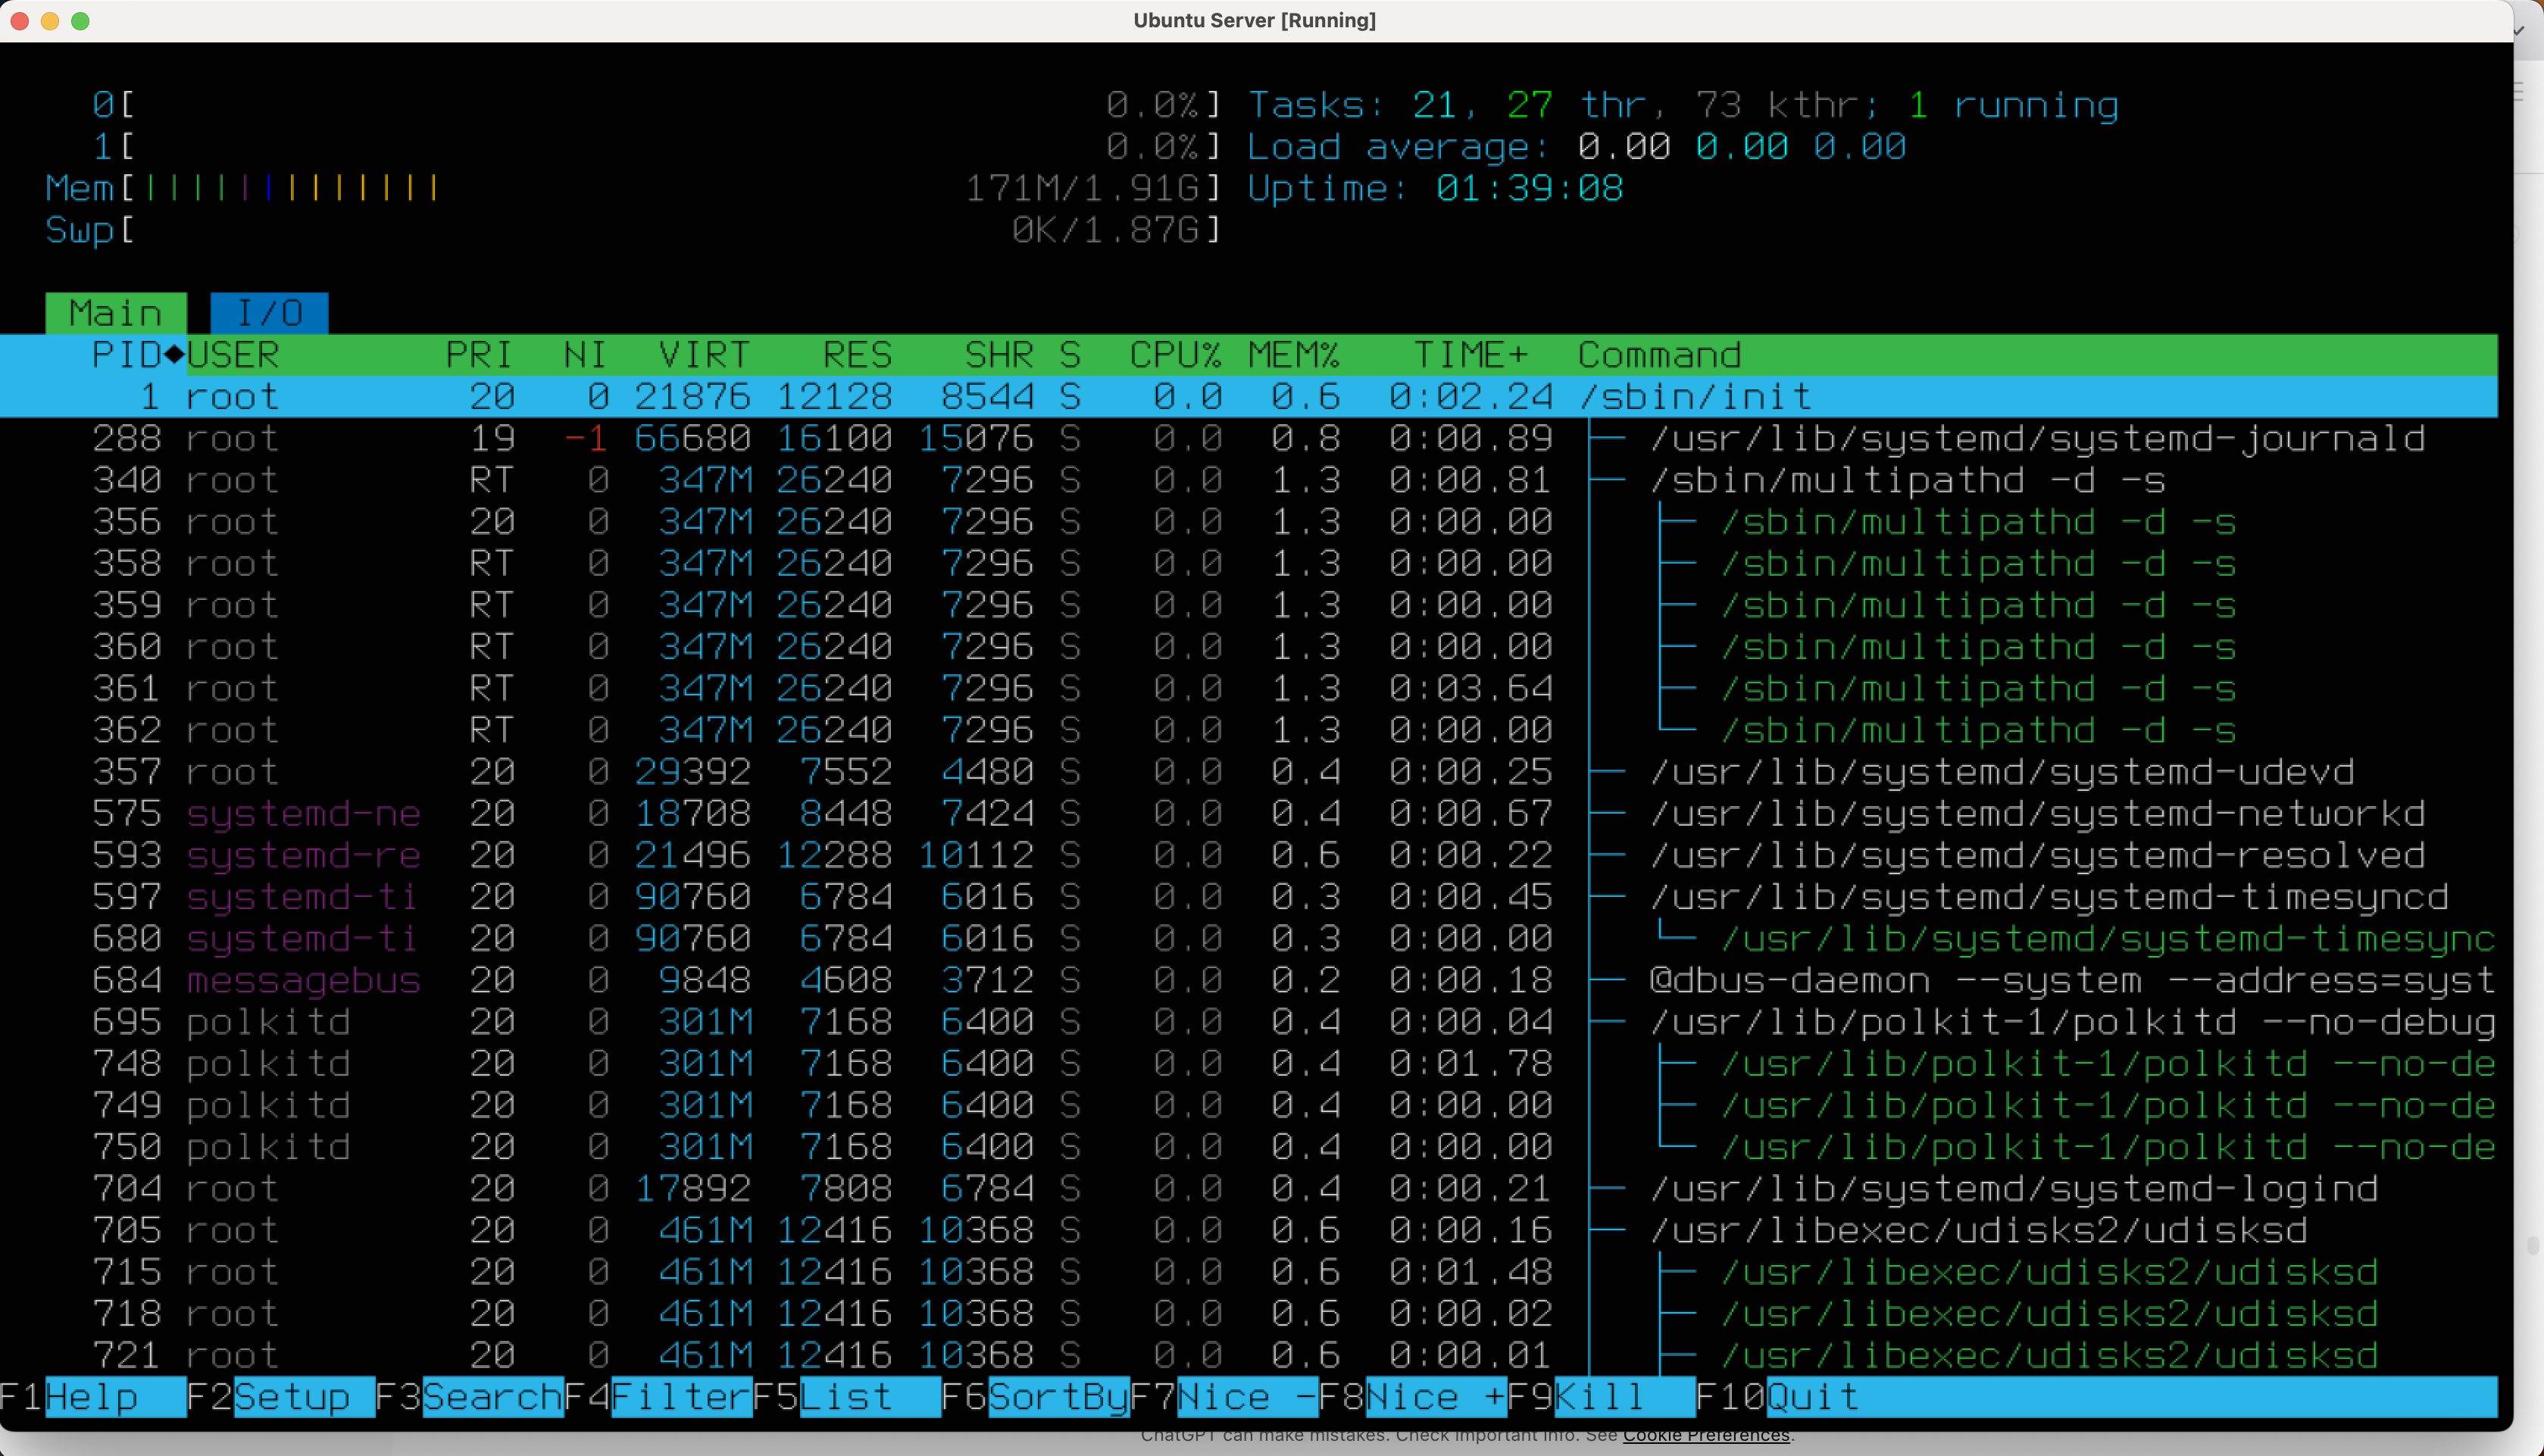 Ubuntu Server [Running]
0[ 0.0%] Tasks: 21, 27 thr, 73 kthr; 1 running
1[ 0.0%] Load average: 0.00 0.00 0.00
Mem[||||||||||||| 171M/1.91G] Uptime: 01:39:08
Swp[ 0K/1.87G]
Main I/O
PID◆USER PRI NI VIRT RES SHR S CPU% MEM% TIME+ Command
1 root 20 0 21876 12128 8544 S 0.0 0.6 0:02.24 /sbin/init
288 root 19 -1 66680 16100 15076 S 0.0 0.8 0:00.89 ├─ /usr/lib/systemd/systemd-journald
340 root RT 0 347M 26240 7296 S 0.0 1.3 0:00.81 ├─ /sbin/multipathd -d -s
356 root 20 0 347M 26240 7296 S 0.0 1.3 0:00.00 │ ├─ /sbin/multipathd -d -s
358 root RT 0 347M 26240 7296 S 0.0 1.3 0:00.00 │ ├─ /sbin/multipathd -d -s
359 root RT 0 347M 26240 7296 S 0.0 1.3 0:00.00 │ ├─ /sbin/multipathd -d -s
360 root RT 0 347M 26240 7296 S 0.0 1.3 0:00.00 │ ├─ /sbin/multipathd -d -s
361 root RT 0 347M 26240 7296 S 0.0 1.3 0:03.64 │ ├─ /sbin/multipathd -d -s
362 root RT 0 347M 26240 7296 S 0.0 1.3 0:00.00 │ └─ /sbin/multipathd -d -s
357 root 20 0 29392 7552 4480 S 0.0 0.4 0:00.25 ├─ /usr/lib/systemd/systemd-udevd
575 systemd-ne 20 0 18708 8448 7424 S 0.0 0.4 0:00.67 ├─ /usr/lib/systemd/systemd-networkd
593 systemd-re 20 0 21496 12288 10112 S 0.0 0.6 0:00.22 ├─ /usr/lib/systemd/systemd-resolved
597 systemd-ti 20 0 90760 6784 6016 S 0.0 0.3 0:00.45 ├─ /usr/lib/systemd/systemd-timesyncd
680 systemd-ti 20 0 90760 6784 6016 S 0.0 0.3 0:00.00 │ └─ /usr/lib/systemd/systemd-timesync
684 messagebus 20 0 9848 4608 3712 S 0.0 0.2 0:00.18 ├─ @dbus-daemon --system --address=syst
695 polkitd 20 0 301M 7168 6400 S 0.0 0.4 0:00.04 ├─ /usr/lib/polkit-1/polkitd --no-debug
748 polkitd 20 0 301M 7168 6400 S 0.0 0.4 0:01.78 │ ├─ /usr/lib/polkit-1/polkitd --no-de
749 polkitd 20 0 301M 7168 6400 S 0.0 0.4 0:00.00 │ ├─ /usr/lib/polkit-1/polkitd --no-de
750 polkitd 20 0 301M 7168 6400 S 0.0 0.4 0:00.00 │ └─ /usr/lib/polkit-1/polkitd --no-de
704 root 20 0 17892 7808 6784 S 0.0 0.4 0:00.21 ├─ /usr/lib/systemd/systemd-logind
705 root 20 0 461M 12416 10368 S 0.0 0.6 0:00.16 ├─ /usr/libexec/udisks2/udisksd
715 root 20 0 461M 12416 10368 S 0.0 0.6 0:01.48 │ ├─ /usr/libexec/udisks2/udisksd
718 root 20 0 461M 12416 10368 S 0.0 0.6 0:00.02 │ ├─ /usr/libexec/udisks2/udisksd
721 root 20 0 461M 12416 10368 S 0.0 0.6 0:00.01 │ ├─ /usr/libexec/udisks2/udisksd
F1Help F2Setup F3SearchF4FilterF5List F6SortByF7Nice -F8Nice +F9Kill F10Quit
ChatGPT can make mistakes. Check important info. See Cookie Preferences.